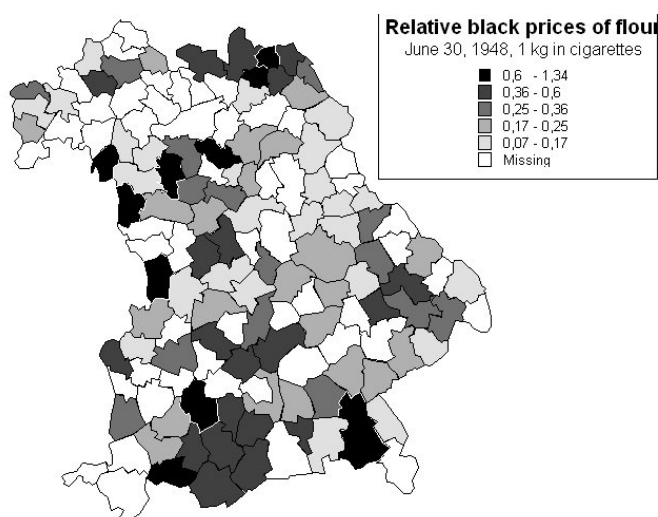 Relative black prices of flour
June 30, 1948, 1 kg in cigarettes
0,6 - 1,34
0,36 - 0,6
0,25 - 0,36
0,17 - 0,25
0,07 - 0,17
Missing